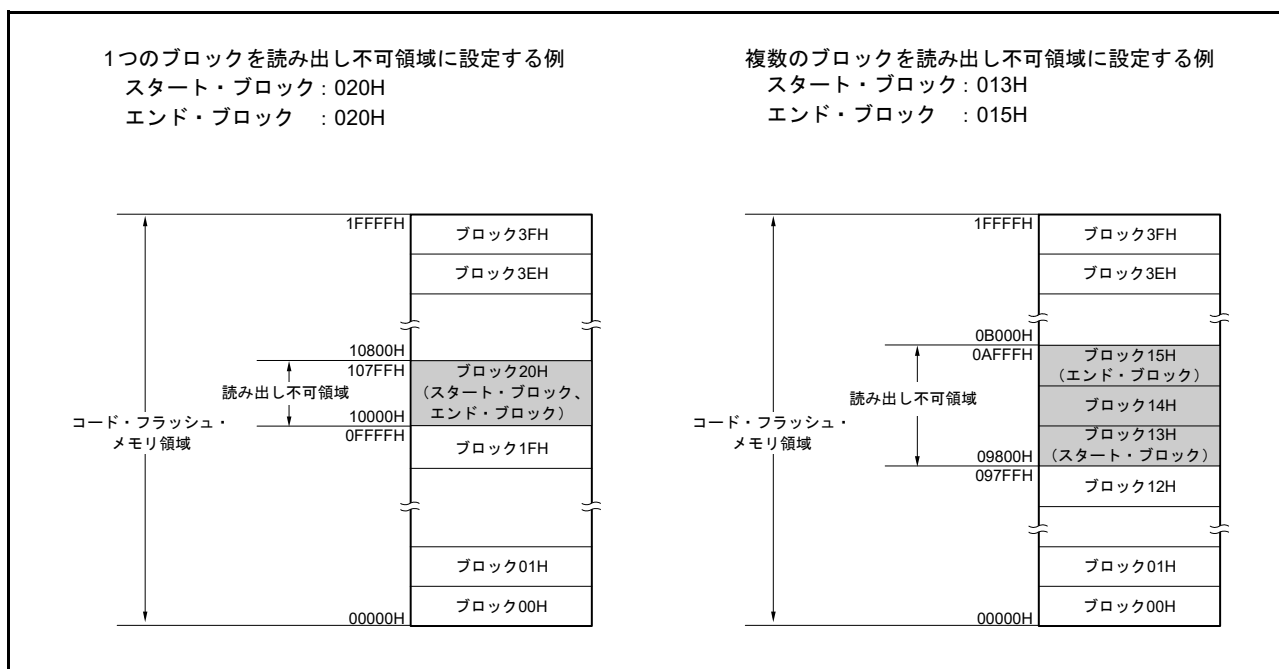 1つのブロックを読み出し不可領域に設定する例
スタート・ブロック：020H
エンド・ブロック　：020H
1FFFFH
ブロック3FH
ブロック3EH
10800H
107FFH
ブロック20H
（スタート・ブロック、
エンド・ブロック）
読み出し不可領域
10000H
0FFFFH
コード・フラッシュ・
メモリ領域
ブロック1FH
ブロック01H
ブロック00H
00000H
複数のブロックを読み出し不可領域に設定する例
スタート・ブロック：013H
エンド・ブロック　：015H
1FFFFH
ブロック3FH
ブロック3EH
0B000H
0AFFFH
ブロック15H
（エンド・ブロック）
読み出し不可領域
ブロック14H
コード・フラッシュ・
メモリ領域
ブロック13H
（スタート・ブロック）
09800H
097FFH
ブロック12H
ブロック01H
ブロック00H
00000H